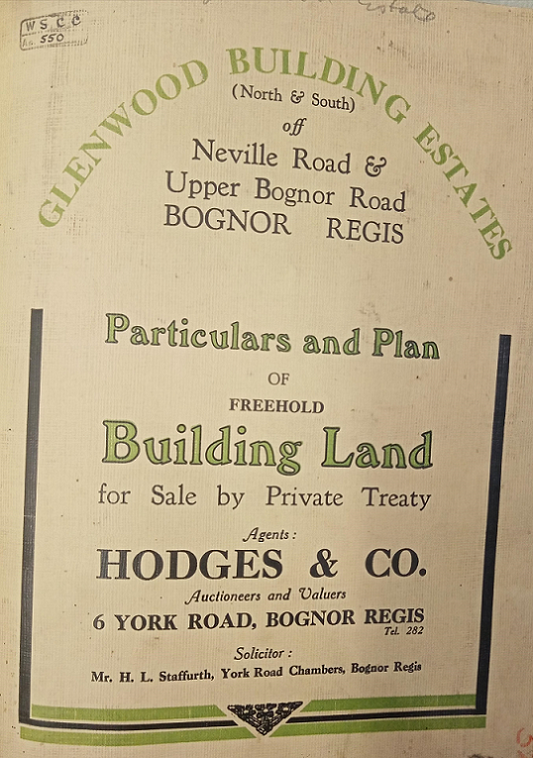 W S C C
No. 550
Estate
GLENWOOD BUILDING ESTATES
(North & South)
off
Neville Road &
Upper Bognor Road
BOGNOR REGIS
Particulars and Plan
OF
FREEHOLD
Building Land
for Sale by Private Treaty
Agents:
HODGES & CO.
Auctioneers and Valuers
6 YORK ROAD, BOGNOR REGIS
Tel. 282
Solicitor:
Mr. H. L. Staffurth, York Road Chambers, Bognor Regis